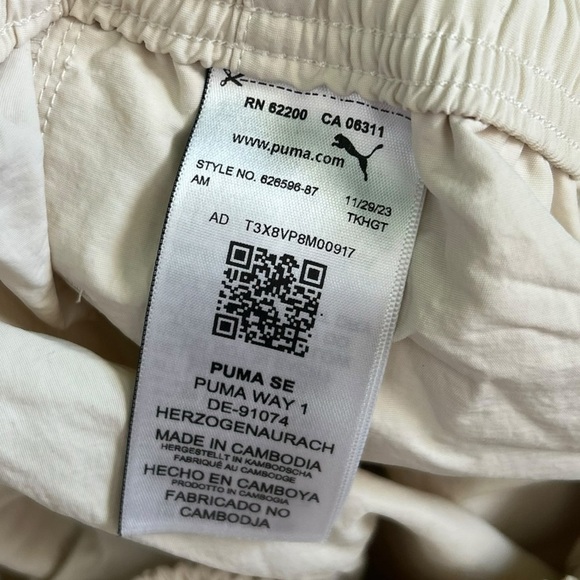 RN 62200 CA 06311
www.puma.com
STYLE NO. 626596-87 11/29/23
AM TKHGT
AD T3X8VP8M00917
PUMA SE
PUMA WAY 1
DE-91074
HERZOGENAURACH
MADE IN CAMBODIA
HERGESTELLT IN KAMBODSCHA
FABRIQUÉ AU CAMBODGE
HECHO EN CAMBOYA
PRODOTTO IN CAMBOGIA
FABRICADO NO
CAMBODJA